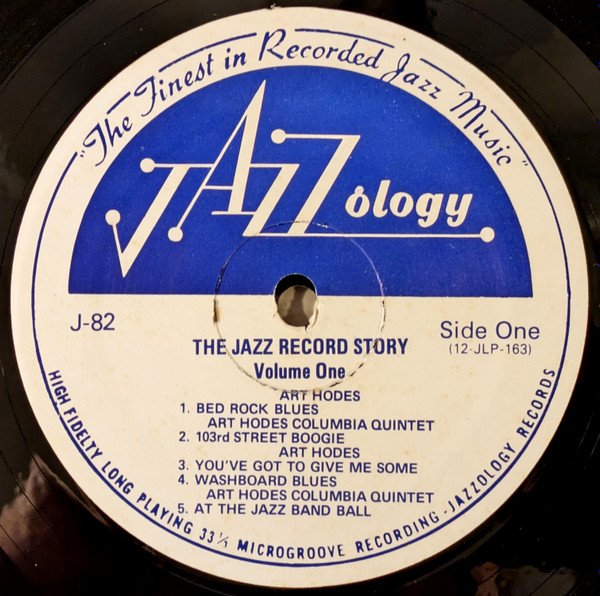 "The Finest in Recorded Jazz Music"
JAZZology
J-82
Side One
(12-JLP-163)
THE JAZZ RECORD STORY
Volume One
ART HODES
1. BED ROCK BLUES
ART HODES COLUMBIA QUINTET
2. 103rd STREET BOOGIE
ART HODES
3. YOU'VE GOT TO GIVE ME SOME
4. WASHBOARD BLUES
ART HODES COLUMBIA QUINTET
5. AT THE JAZZ BAND BALL
HIGH FIDELTY LONG PLAYING 33⅓ MICROGROOVE RECORDING - JAZZOLOGY RECORDS